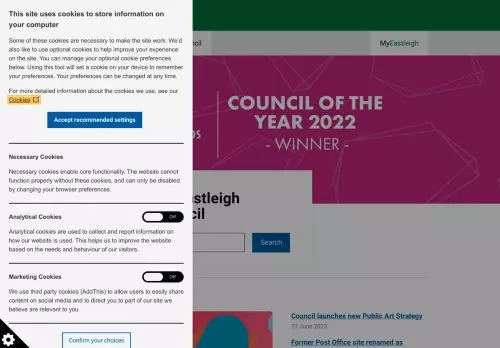 This site uses cookies to store information on
your computer
Some of these cookies are necessary to make the site work. We'd
also like to use optional cookies to help improve your experience
on the site. You can manage your optional cookie preferences
below. Using this tool will set a cookie on your device to remember
your preferences. Your preferences can be changed at any time.
For more detailed information about the cookies we use, see our
Cookies
Accept recommended settings
Necessary Cookies
Necessary cookies enable core functionality. The website cannot
function properly without these cookies, and can only be disabled
by changing your browser preferences.
Analytical Cookies
Off
Analytical cookies are used to collect and report information on
how our website is used. This helps us to improve the website
based on the needs and behaviour of our visitors.
Marketing Cookies
Off
We use third party cookies (AddThis) to allow users to easily share
content on social media and to direct you to part of our site we
believe are relevant to you
Confirm your choices
MyEastleigh
COUNCIL OF THE
YEAR 2022
- WINNER -
Eastleigh
Search
Council launches new Public Art Strategy
27 June 2023
Former Post Office site renamed as